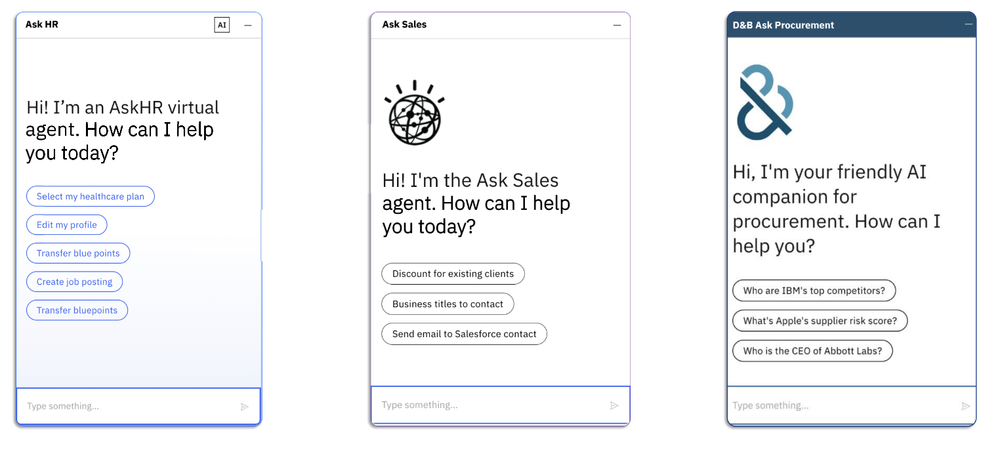 Ask HR
AI
Hi! I’m an AskHR virtual
agent. How can I help
you today?
Select my healthcare plan
Edit my profile
Transfer blue points
Create job posting
Transfer bluepoints
Type something...
Ask Sales
Hi! I'm the Ask Sales
agent. How can I help
you today?
Discount for existing clients
Business titles to contact
Send email to Salesforce contact
Type something...
D&B Ask Procurement
&
Hi, I'm your friendly AI
companion for
procurement. How can I
help you?
Who are IBM's top competitors?
What's Apple's supplier risk score?
Who is the CEO of Abbott Labs?
Type something...